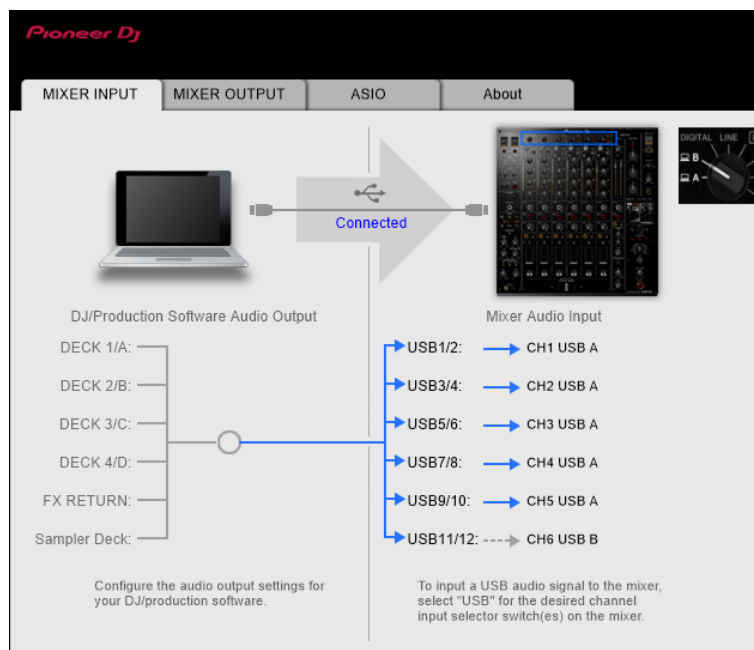 Pioneer Dj
MIXER INPUT
MIXER OUTPUT
ASIO
About
DIGITAL LINE
B
A
Connected
DJ/Production Software Audio Output
Mixer Audio Input
DECK 1/A:
DECK 2/B:
DECK 3/C:
DECK 4/D:
FX RETURN:
Sampler Deck:
USB1/2: CH1 USB A
USB3/4: CH2 USB A
USB5/6: CH3 USB A
USB7/8: CH4 USB A
USB9/10: CH5 USB A
USB11/12: CH6 USB B
Configure the audio output settings for
your DJ/production software.
To input a USB audio signal to the mixer,
select "USB" for the desired channel
input selector switch(es) on the mixer.